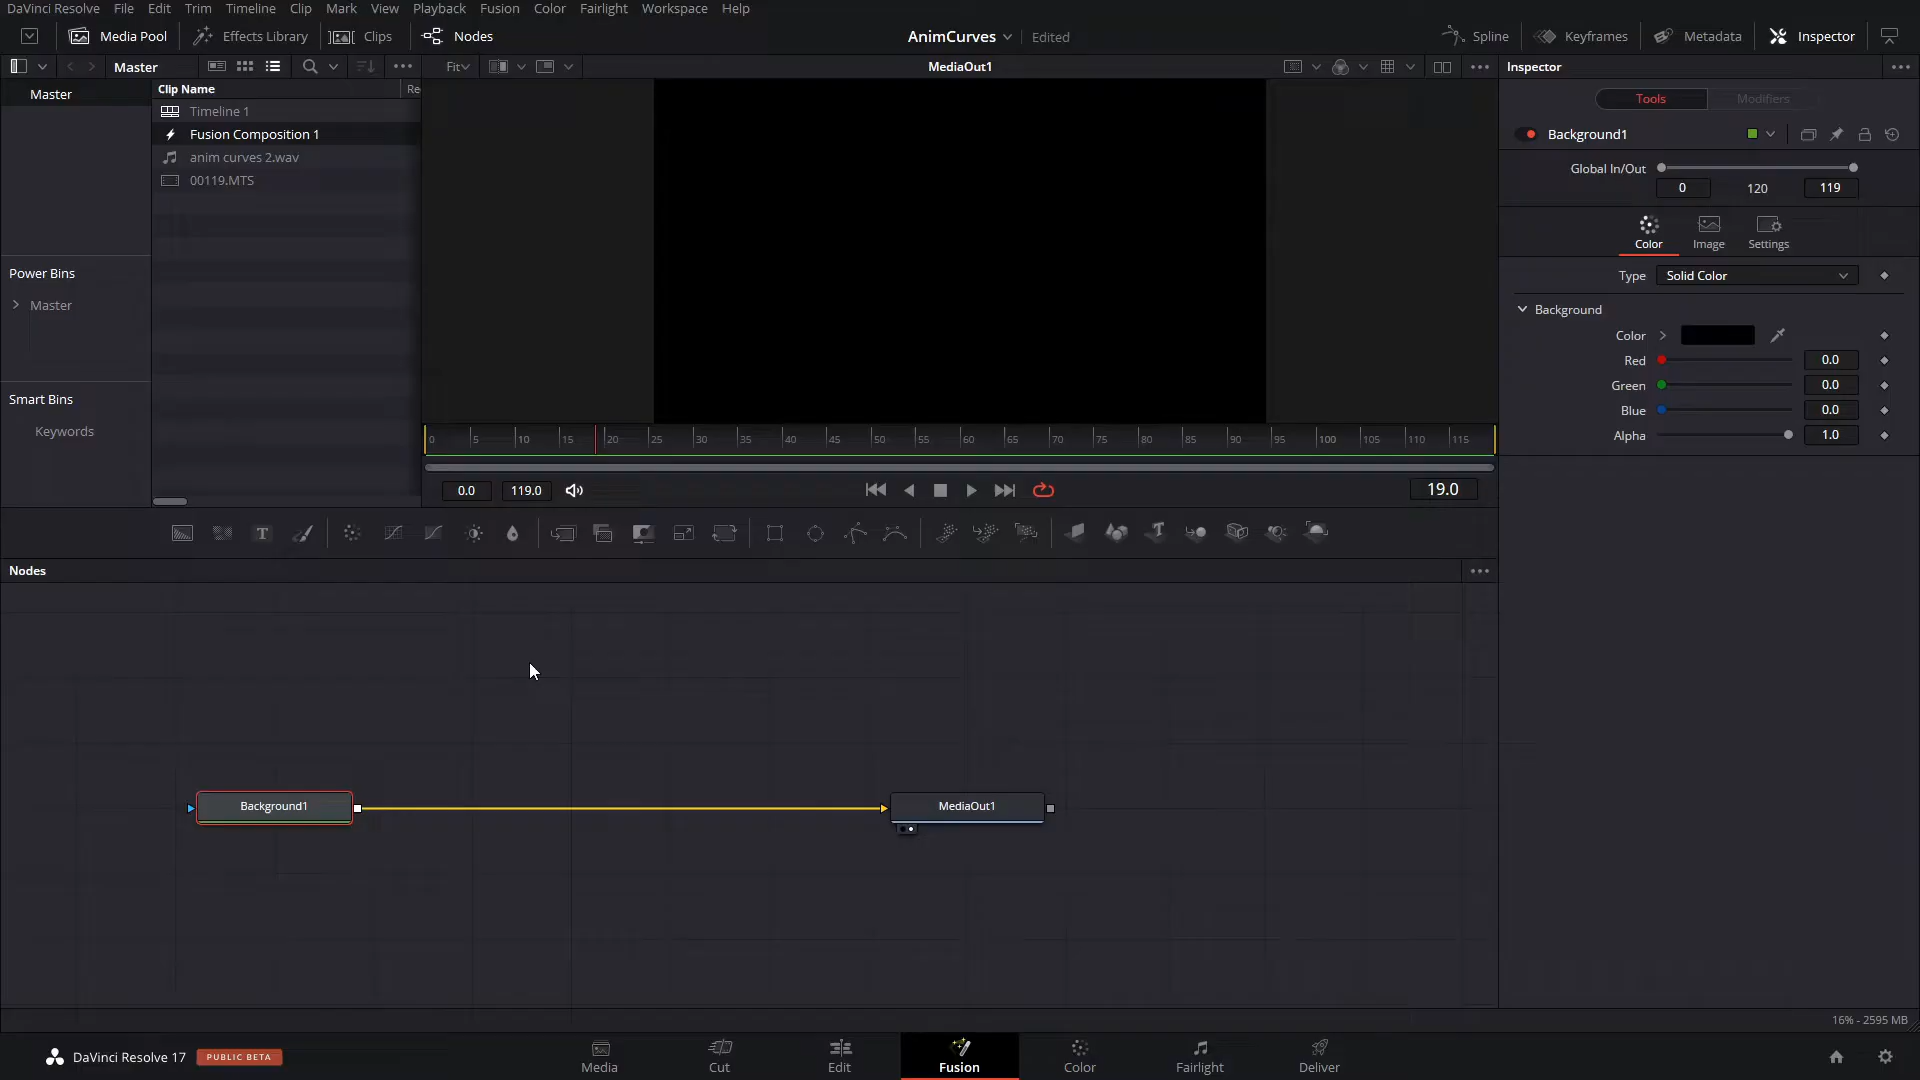 DaVinci Resolve File Edit Trim Timeline Clip Mark View Playback Fusion Color Fairlight Workspace Help
Media Pool Effects Library Clips Nodes AnimCurves Edited Spline Keyframes Metadata Inspector
Master Fit MediaOut1 Inspector
Master
Clip Name Re
Timeline 1
Fusion Composition 1
anim curves 2.wav
00119.MTS
Power Bins
Master
Smart Bins
Keywords
Tools Modifiers
Background1
Global In/Out
0 120 119
Color Image Settings
Type Solid Color
Background
Color
Red 0.0
Green 0.0
Blue 0.0
Alpha 1.0
0 5 10 15 20 25 30 35 40 45 50 55 60 65 70 75 80 85 90 95 100 105 110 115
0.0 119.0 19.0
T T
Nodes
Background1 MediaOut1
16% - 2595 MB
DaVinci Resolve 17 PUBLIC BETA
Media Cut Edit Fusion Color Fairlight Deliver